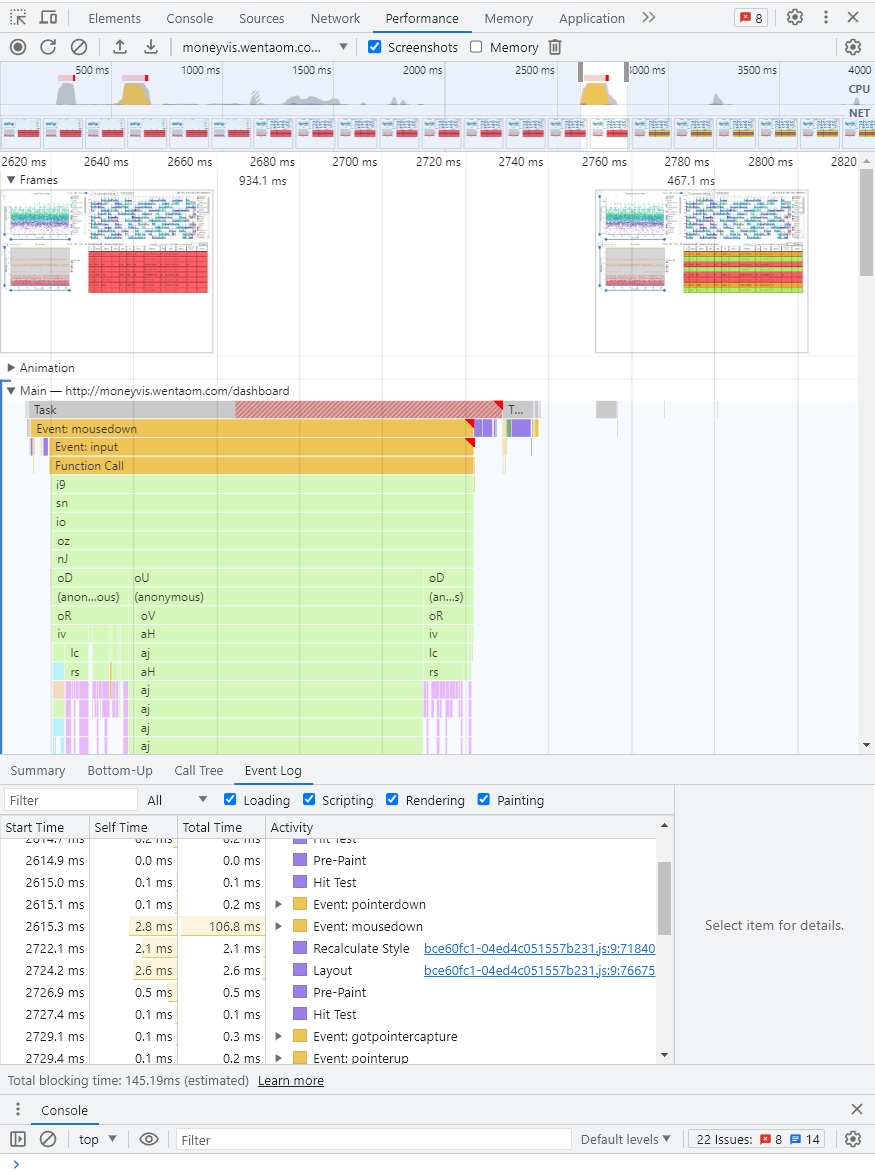 Elements Console Sources Network Performance Memory Application 8
moneyvis.wentaom.co... Screenshots Memory
500 ms 1000 ms 1500 ms 2000 ms 2500 ms 3000 ms 3500 ms 4000
CPU
NET
2620 ms 2640 ms 2660 ms 2680 ms 2700 ms 2720 ms 2740 ms 2760 ms 2780 ms 2800 ms 2820
Frames 934.1 ms 467.1 ms
Animation
Main — http://moneyvis.wentaom.com/dashboard
Task T...
Event: mousedown
Event: input
Function Call
i9
sn
io
oz
nJ
oD oU oD
(anon...ous) (anonymous) (an...s)
oR oV oR
iv aH iv
lc aj lc
rs aH rs
aj
aj
aj
aj
Summary Bottom-Up Call Tree Event Log
Filter All Loading Scripting Rendering Painting
Start Time Self Time Total Time Activity
2614.7 ms 0.2 ms 0.2 ms Hit Test
2614.9 ms 0.0 ms 0.0 ms Pre-Paint
2615.0 ms 0.1 ms 0.1 ms Hit Test
2615.1 ms 0.1 ms 0.2 ms Event: pointerdown
2615.3 ms 2.8 ms 106.8 ms Event: mousedown
2722.1 ms 2.1 ms 2.1 ms Recalculate Style bce60fc1-04ed4c051557b231.js:9:71840
2724.2 ms 2.6 ms 2.6 ms Layout bce60fc1-04ed4c051557b231.js:9:76675
2726.9 ms 0.5 ms 0.5 ms Pre-Paint
2727.4 ms 0.1 ms 0.1 ms Hit Test
2729.1 ms 0.1 ms 0.3 ms Event: gotpointercapture
2729.4 ms 0.1 ms 0.2 ms Event: pointerup
Select item for details.
Total blocking time: 145.19ms (estimated) Learn more
Console
top Filter Default levels 22 Issues: 8 14